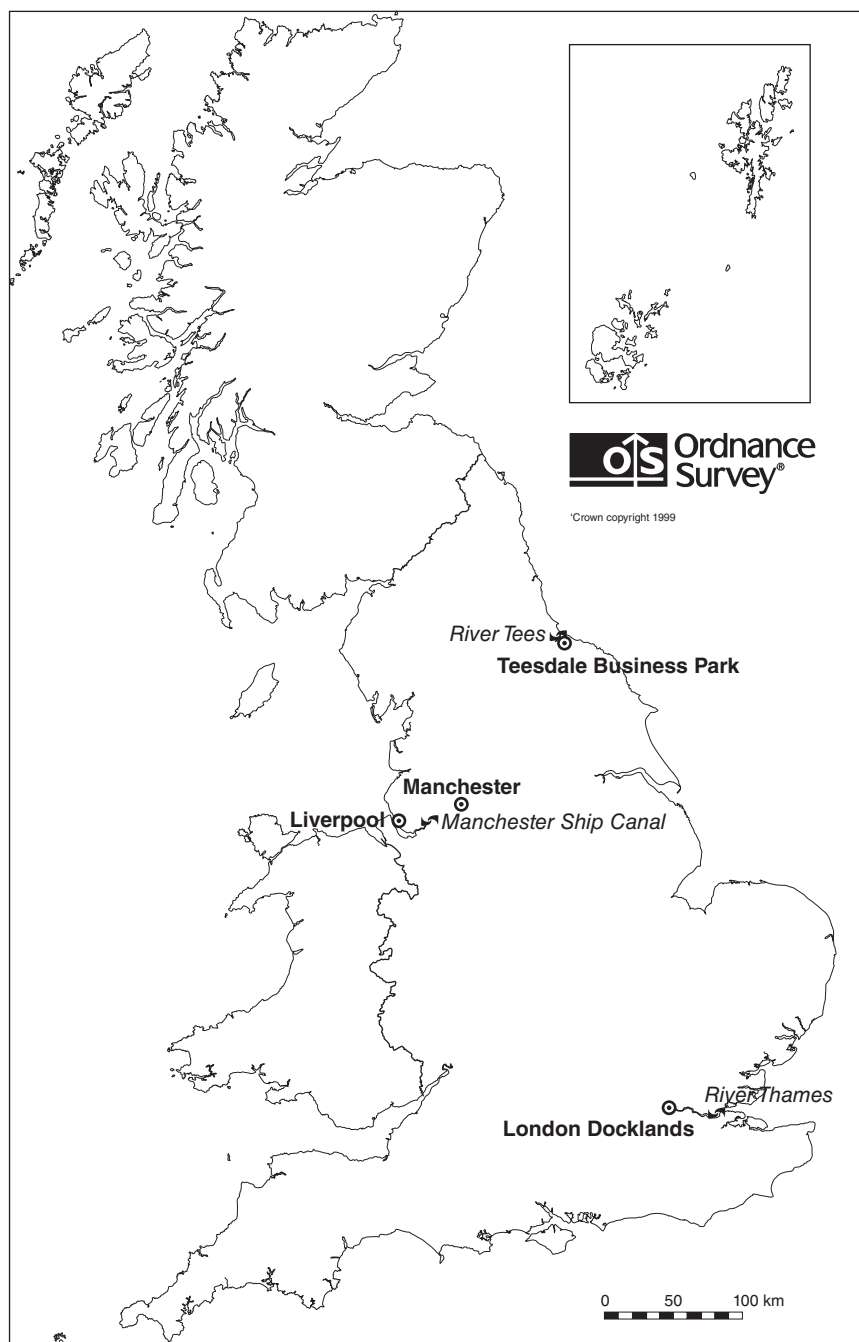 OS Ordnance
Survey®
'Crown copyright 1999
River Tees
Teesdale Business Park
Manchester
Liverpool
Manchester Ship Canal
River Thames
London Docklands
0 50 100 km